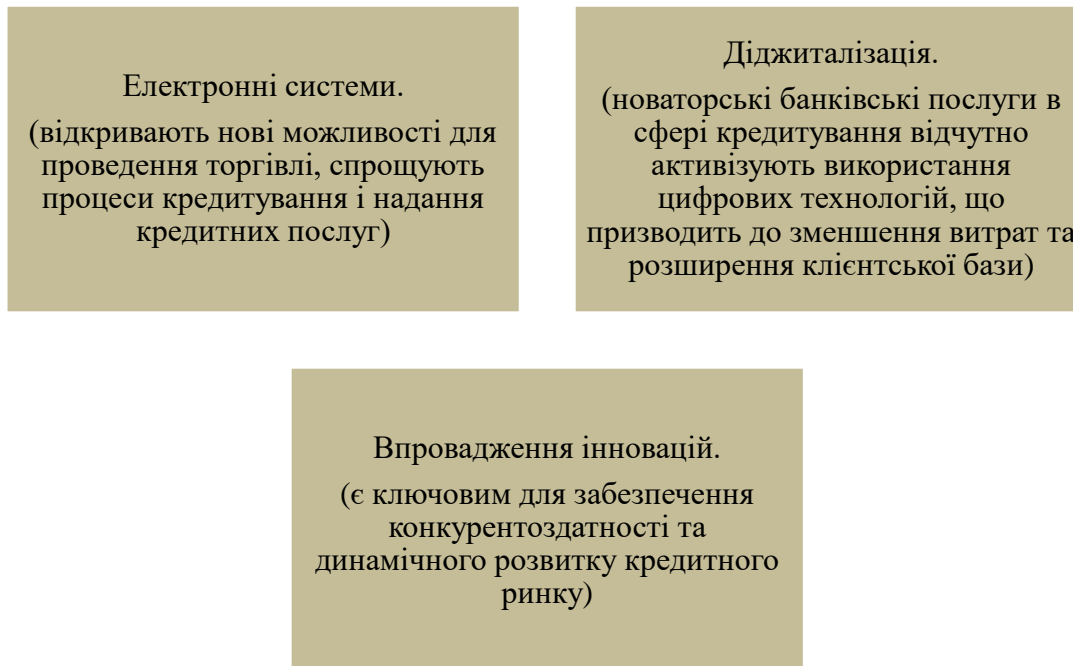 Електронні системи.
(відкривають нові можливості для
проведення торгівлі, спрощують
процеси кредитування і надання
кредитних послуг)
Діджиталізація.
(новаторські банківські послуги в
сфері кредитування відчутно
активізують використання
цифрових технологій, що
призводить до зменшення витрат та
розширення клієнтської бази)
Впровадження інновацій.
(є ключовим для забезпечення
конкурентоздатності та
динамічного розвитку кредитного
ринку)